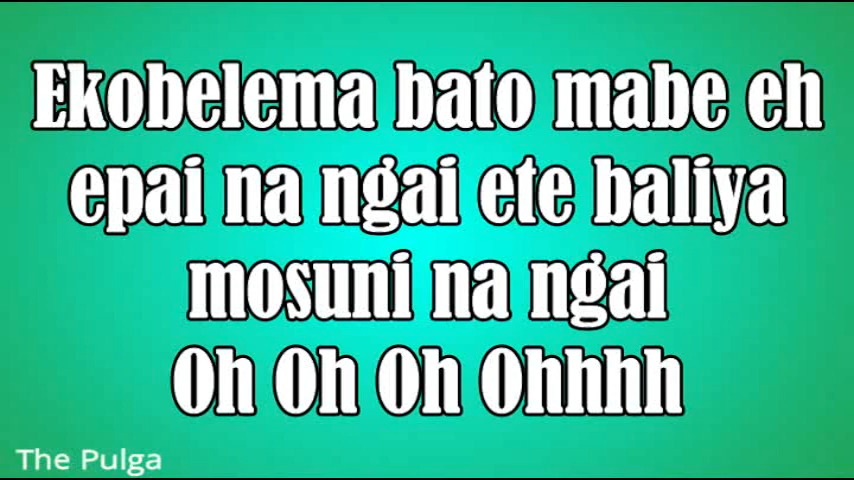 Ekobelema bato mabe eh
epai na ngai ete baliya
mosuni na ngai
Oh Oh Oh Ohhhh
The Pulga